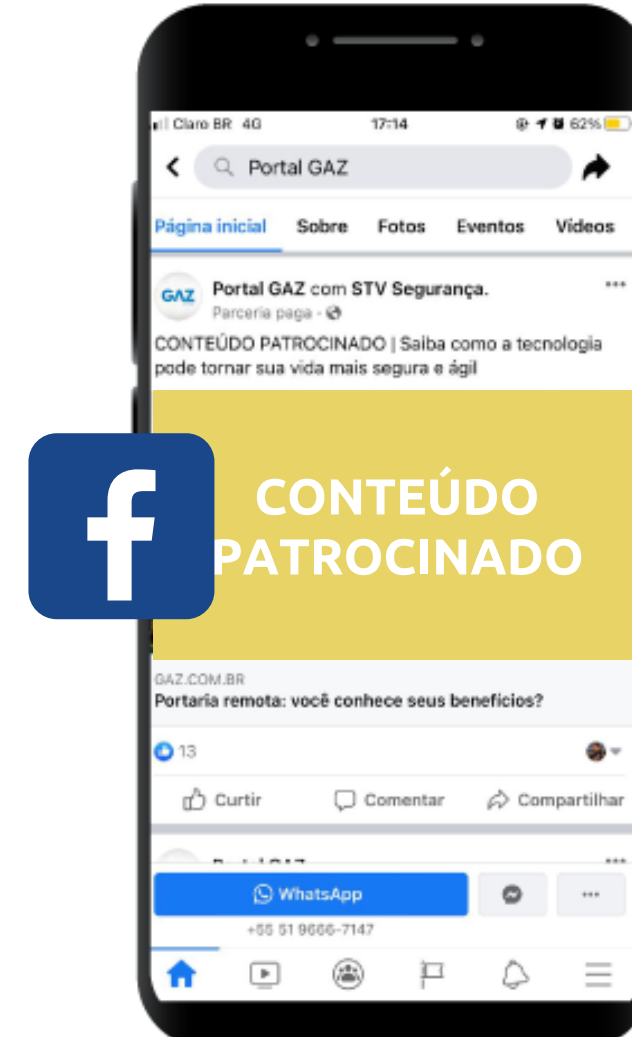 Claro BR 4G 17:14 62%
Portal GAZ
Página inicial Sobre Fotos Eventos Vídeos
GAZ Portal GAZ com STV Segurança.
Parceria paga
CONTEÚDO PATROCINADO | Saiba como a tecnologia
pode tornar sua vida mais segura e ágil
CONTEÚDO
PATROCINADO
f
GAZ.COM.BR
Portaria remota: você conhece seus benefícios?
13
Curtir Comentar Compartilhar
WhatsApp
+55 51 9666-7147